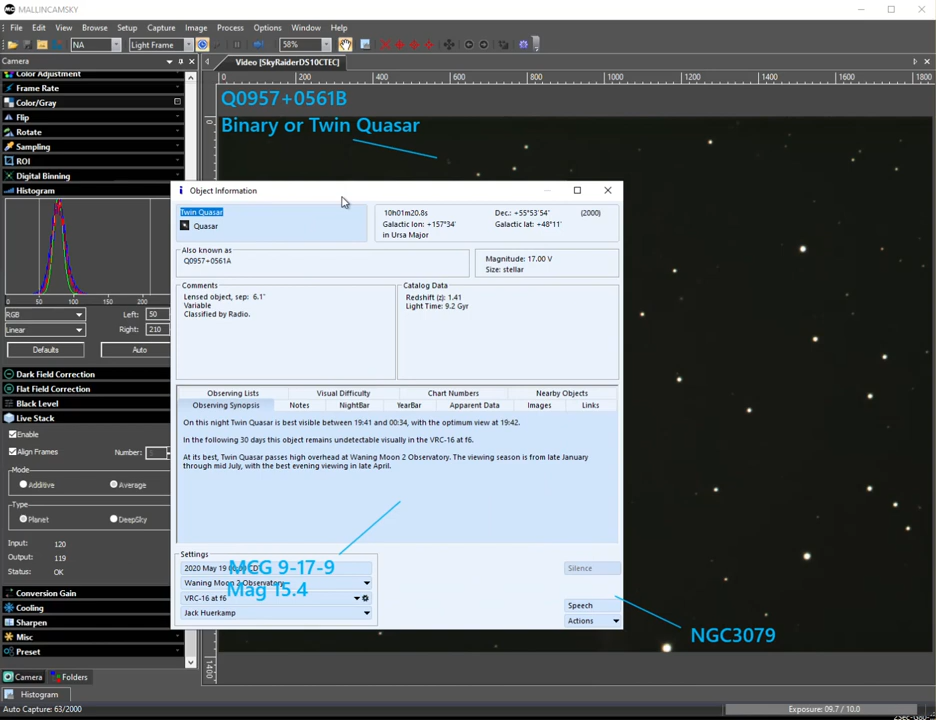 MALLINCAMSKY
File Edit View Browse Setup Capture Image Process Options Window Help
NA Light Frame 58%
Camera
Video [SkyRaiderDS10CTEC]
Color Adjustment
Frame Rate
Color/Gray
Flip
Rotate
Sampling
ROI
Digital Binning
Histogram
0 50 100 150 200
RGB Left: 50
Linear Right: 210
Defaults Auto
Dark Field Correction
Flat Field Correction
Black Level
Live Stack
Enable
Align Frames Number:
Mode
Additive Average
Type
Planet DeepSky
Input: 120
Output: 119
Status: OK
Conversion Gain
Cooling
Sharpen
Misc
Preset
Camera Folders
Histogram
Auto Capture: 63/2000
0 200 400 600 800 1000 1200 1400 1600 1800
0
1400
Q0957+0561B
Binary or Twin Quasar
Object Information
Twin Quasar
Quasar
10h01m20.8s Dec.: +55°53'54" (2000)
Galactic lon: +157°34' Galactic lat: +48°11'
in Ursa Major
Also known as
Q0957+0561A
Magnitude: 17.00 V
Size: stellar
Comments
Lensed object, sep: 6.1"
Variable
Classified by Radio.
Catalog Data
Redshift (z): 1.41
Light Time: 9.2 Gyr
Observing Lists Visual Difficulty Chart Numbers Nearby Objects
Observing Synopsis Notes NightBar YearBar Apparent Data Images Links
On this night Twin Quasar is best visible between 19:41 and 00:34, with the optimum view at 19:42.
In the following 30 days this object remains undetectable visually in the VRC-16 at f6.
At its best, Twin Quasar passes high overhead at Waning Moon 2 Observatory. The viewing season is from late January
through mid July, with the best evening viewing in late April.
Settings
2020 May 19
Waning Moon 2 Observatory
VRC-16 at f6
Jack Huerkamp
MCG 9-17-9
Mag 15.4
Silence
Speech
Actions
NGC3079
Exposure: 09.7 / 10.0